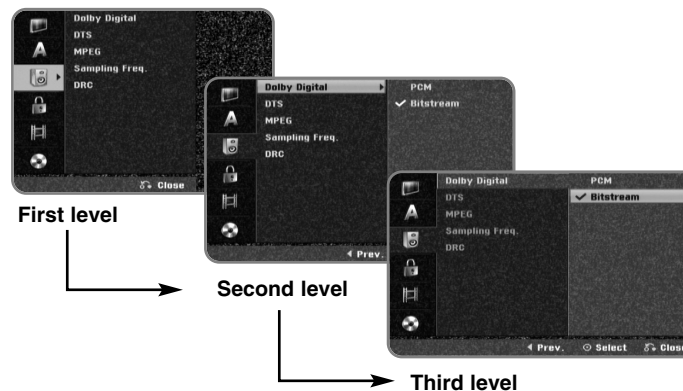 Dolby Digital
DTS
MPEG
Sampling Freq.
DRC
Close
First level
A
Dolby Digital
DTS
MPEG
Sampling Freq.
DRC
PCM
Bitstream
Prev.
Second level
A
Dolby Digital
DTS
MPEG
Sampling Freq.
DRC
PCM
Bitstream
Prev.
Select
Close
Third level
A